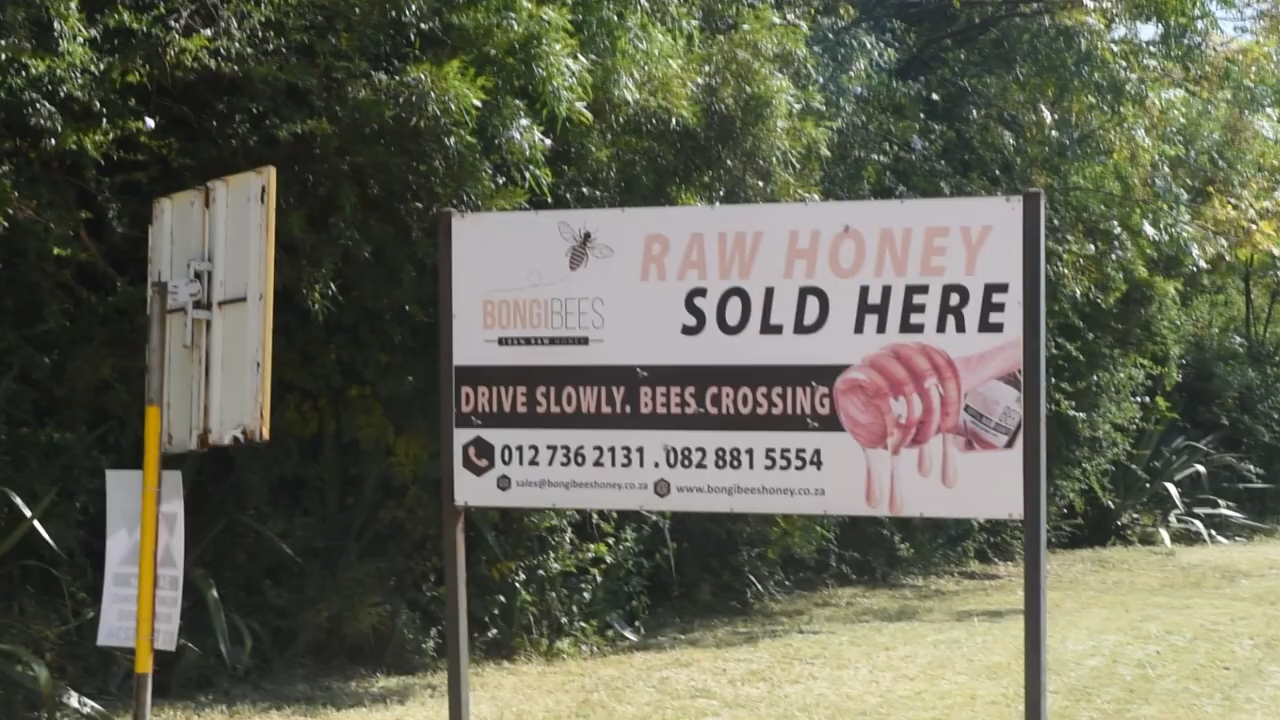 RAW HONEY
SOLD HERE
BONGIBEES
100% RAW HONEY
DRIVE SLOWLY. BEES CROSSING
012 736 2131 . 082 881 5554
sales@bongibeeshoney.co.za www.bongibeeshoney.co.za